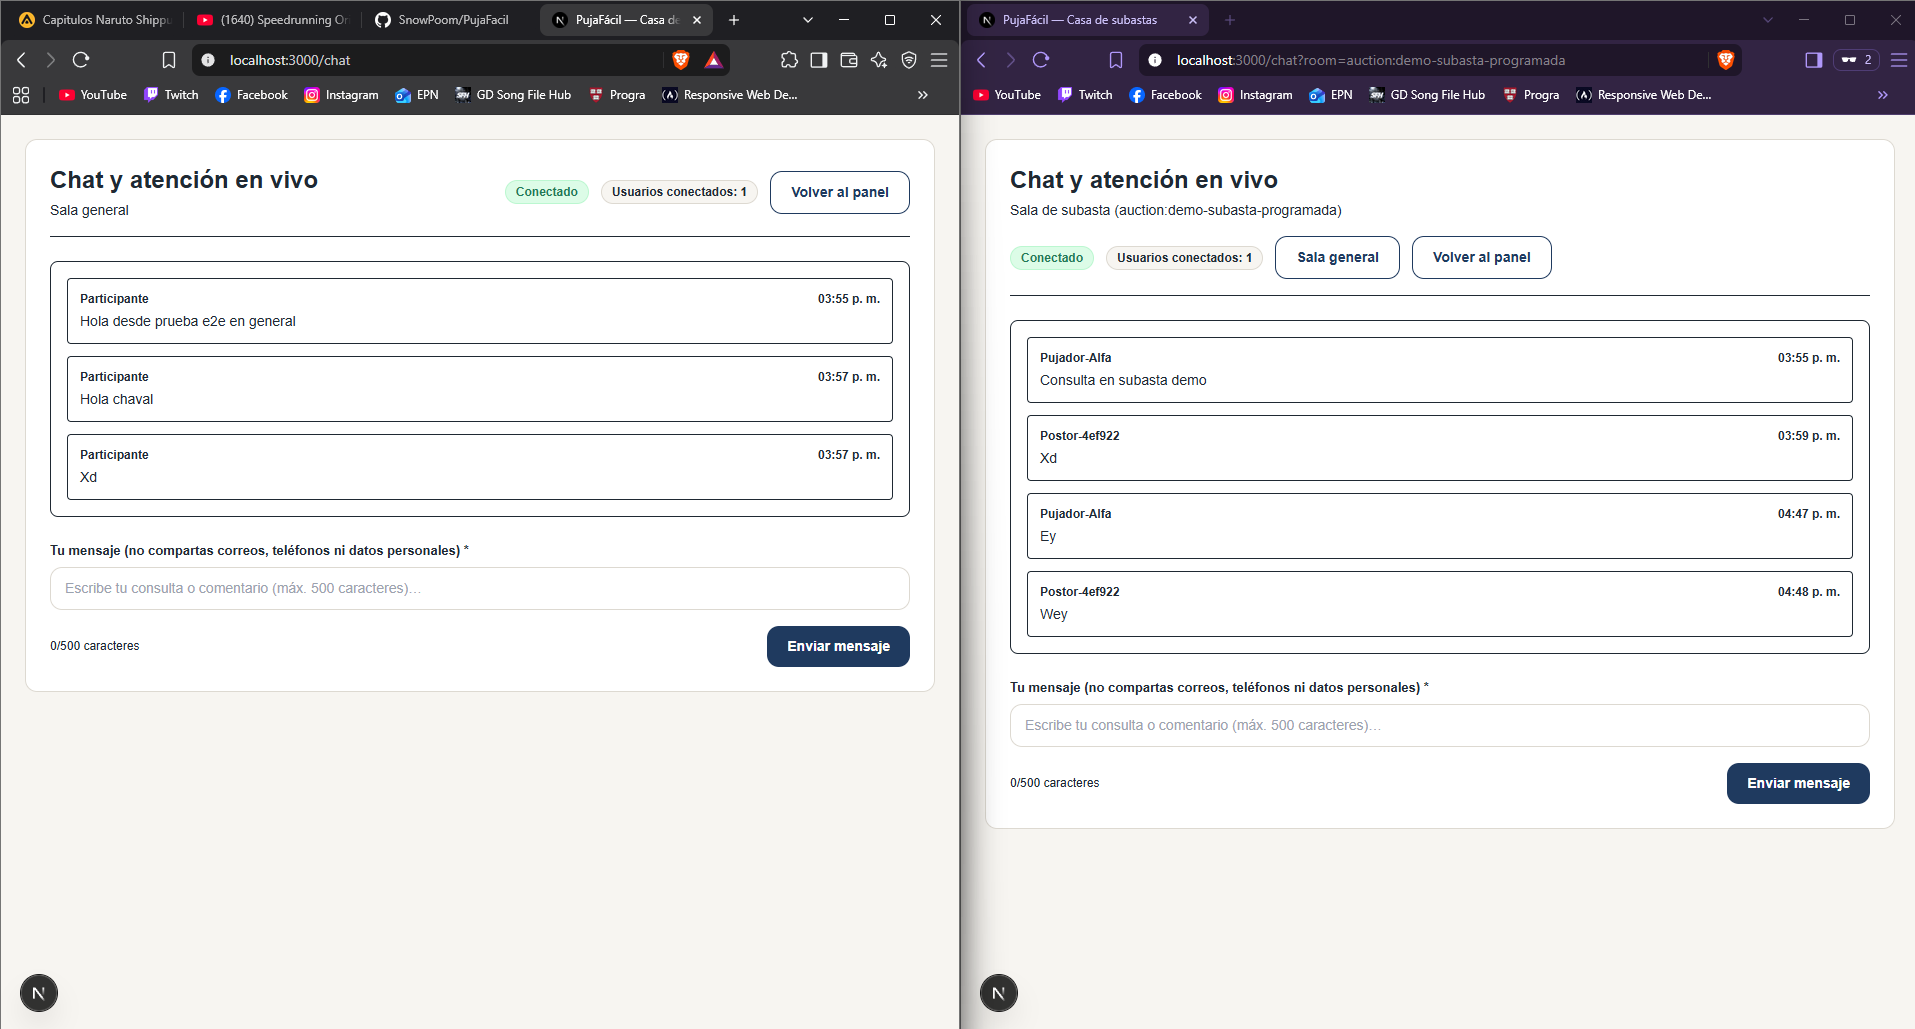 Capitulos Naruto Shippu
(1640) Speedrunning Or
SnowPoom/PujaFacil
PujaFácil — Casa de
localhost:3000/chat
YouTube
Twitch
Facebook
Instagram
EPN
GD Song File Hub
Progra
Responsive Web De...
Chat y atención en vivo
Sala general
Conectado
Usuarios conectados: 1
Volver al panel
Participante
03:55 p. m.
Hola desde prueba e2e en general
Participante
03:57 p. m.
Hola chaval
Participante
03:57 p. m.
Xd
Tu mensaje (no compartas correos, teléfonos ni datos personales) *
Escribe tu consulta o comentario (máx. 500 caracteres)...
0/500 caracteres
Enviar mensaje
N
PujaFácil — Casa de subastas
localhost:3000/chat?room=auction:demo-subasta-programada
2
YouTube
Twitch
Facebook
Instagram
EPN
GD Song File Hub
Progra
Responsive Web De...
Chat y atención en vivo
Sala de subasta (auction:demo-subasta-programada)
Conectado
Usuarios conectados: 1
Sala general
Volver al panel
Pujador-Alfa
03:55 p. m.
Consulta en subasta demo
Postor-4ef922
03:59 p. m.
Xd
Pujador-Alfa
04:47 p. m.
Ey
Postor-4ef922
04:48 p. m.
Wey
Tu mensaje (no compartas correos, teléfonos ni datos personales) *
Escribe tu consulta o comentario (máx. 500 caracteres)...
0/500 caracteres
Enviar mensaje
N